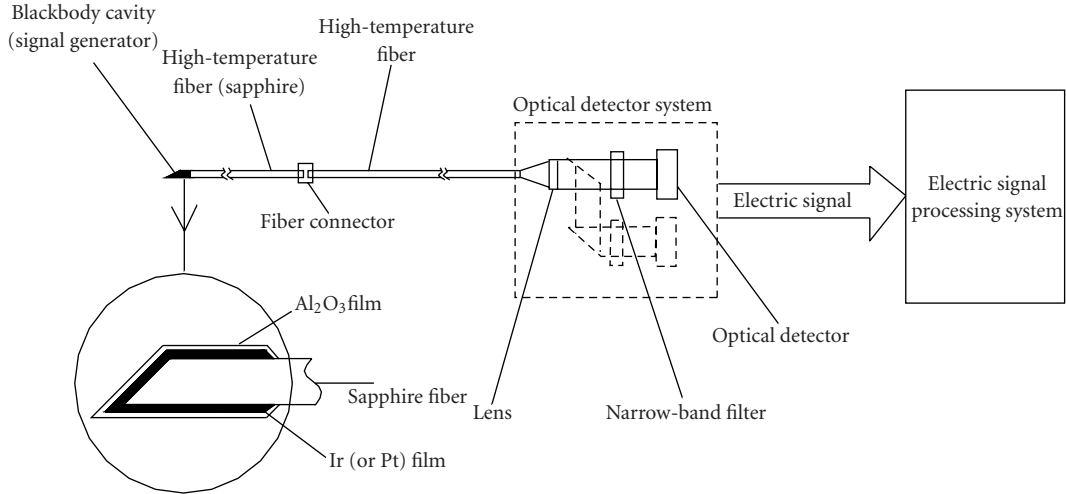 Blackbody cavity
(signal generator)
High-temperature
fiber (sapphire)
High-temperature
fiber
Optical detector system
Fiber connector
Electric signal
Electric signal
processing system
Al₂O₃film
Sapphire fiber
Ir (or Pt) film
Lens
Narrow-band filter
Optical detector